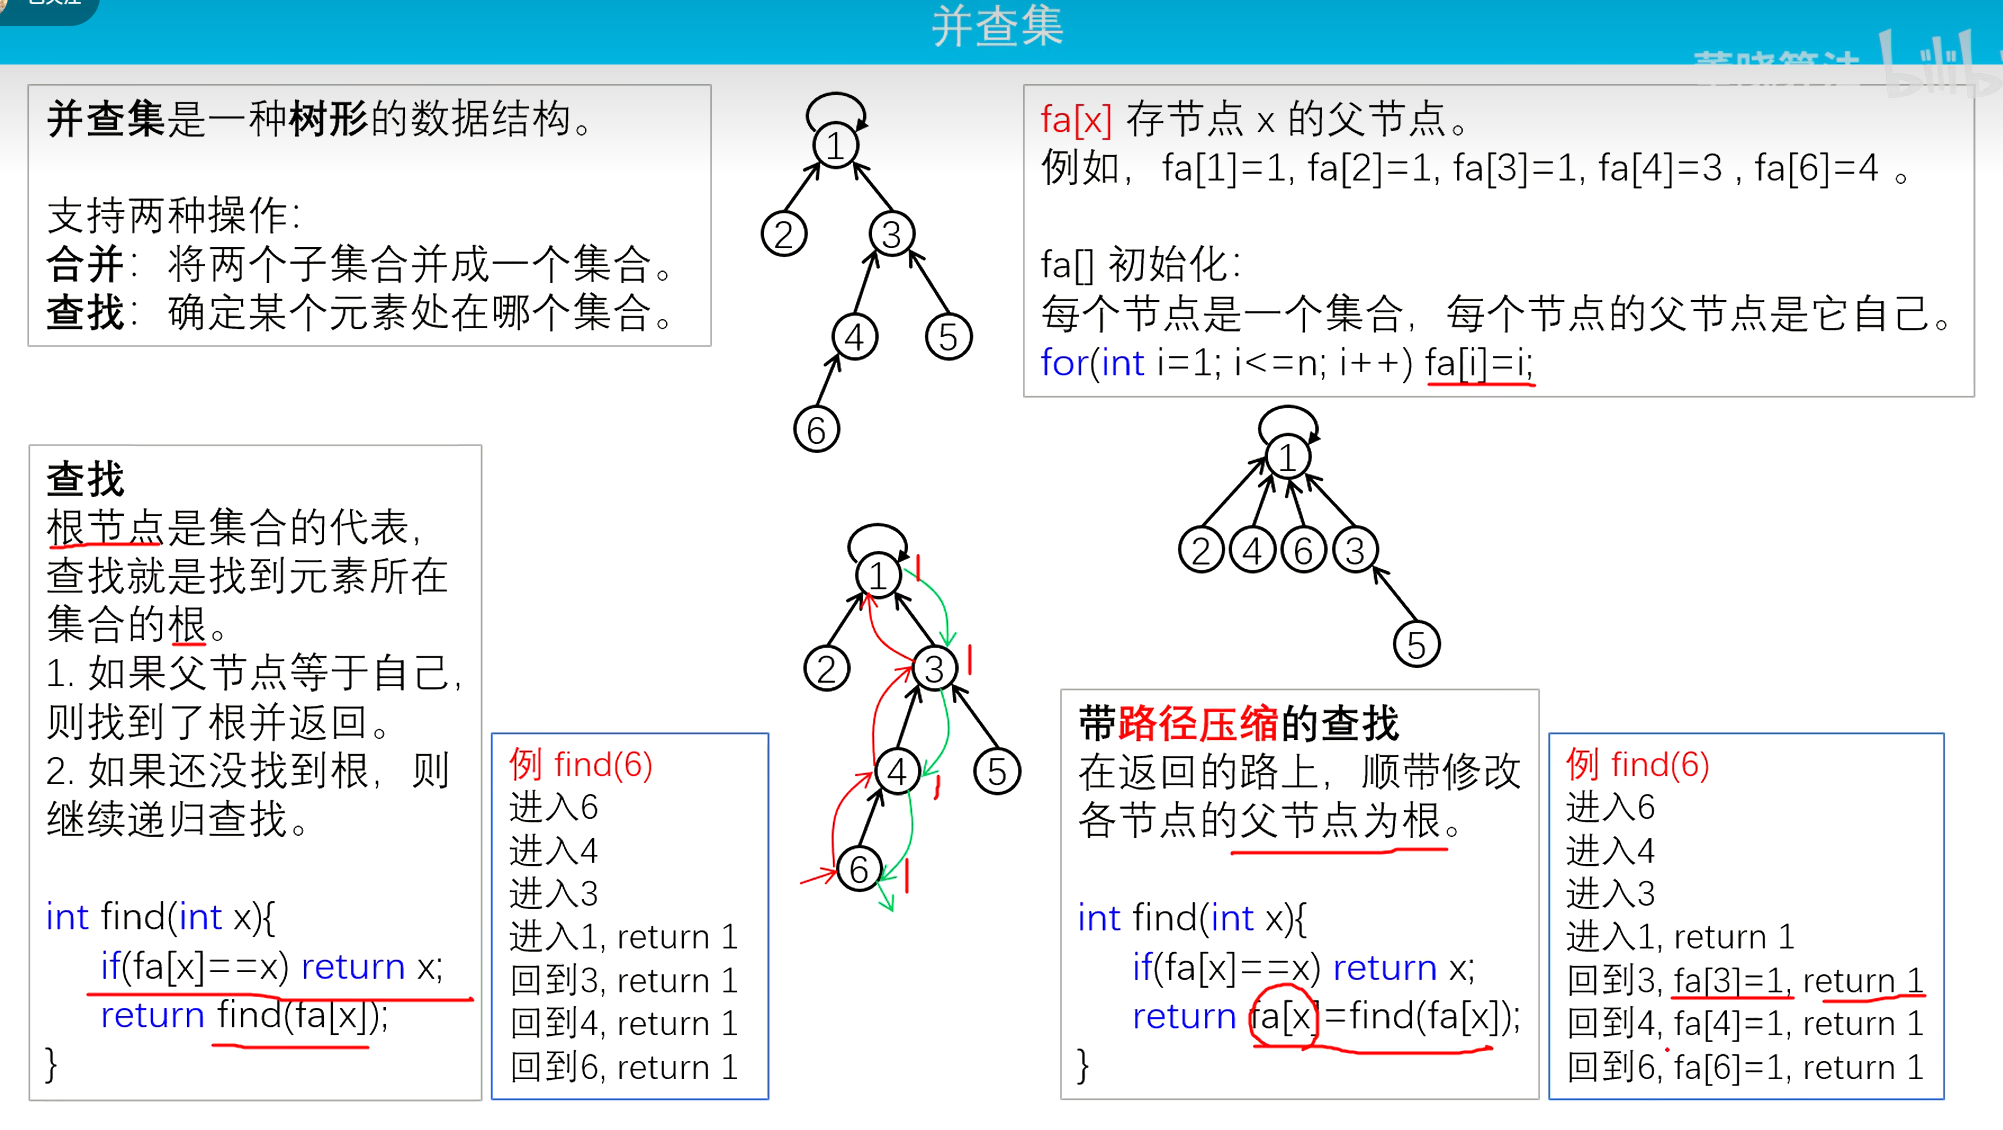 并查集
并查集是一种树形的数据结构。
支持两种操作：
合并：将两个子集合并成一个集合。
查找：确定某个元素处在哪个集合。
1
2
3
4
5
6
fa[x] 存节点 x 的父节点。
例如，fa[1]=1, fa[2]=1, fa[3]=1, fa[4]=3 , fa[6]=4 。
fa[] 初始化：
每个节点是一个集合，每个节点的父节点是它自己。
for(int i=1; i<=n; i++) fa[i]=i;
查找
根节点是集合的代表，
查找就是找到元素所在
集合的根。
1. 如果父节点等于自己，
则找到了根并返回。
2. 如果还没找到根，则
继续递归查找。
int find(int x){
if(fa[x]==x) return x;
return find(fa[x]);
}
例 find(6)
进入6
进入4
进入3
进入1, return 1
回到3, return 1
回到4, return 1
回到6, return 1
1
1
2
3
1
4
1
5
6
1
1
2
4
6
3
5
带路径压缩的查找
在返回的路上，顺带修改
各节点的父节点为根。
int find(int x){
if(fa[x]==x) return x;
return fa[x]=find(fa[x]);
}
例 find(6)
进入6
进入4
进入3
进入1, return 1
回到3, fa[3]=1, return 1
回到4, fa[4]=1, return 1
回到6, fa[6]=1, return 1